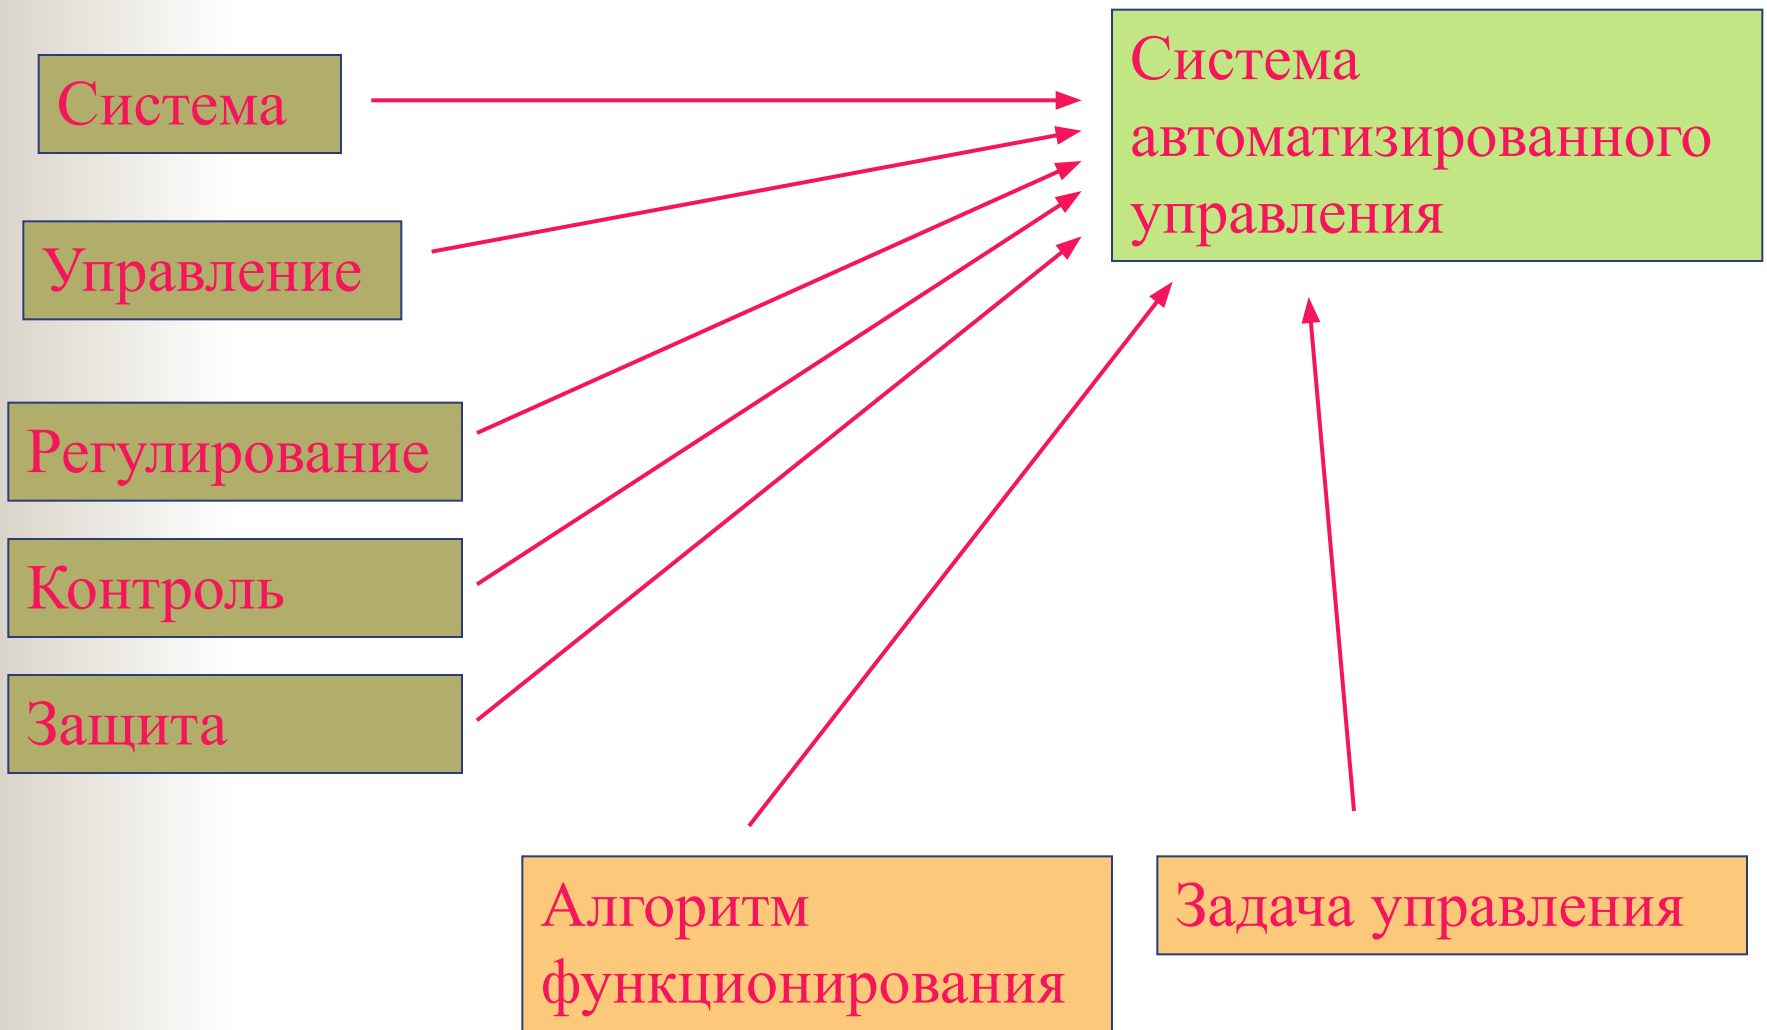 Система
Управление
Регулирование
Контроль
Защита
Система
автоматизированного
управления
Алгоритм
функционирования
Задача управления